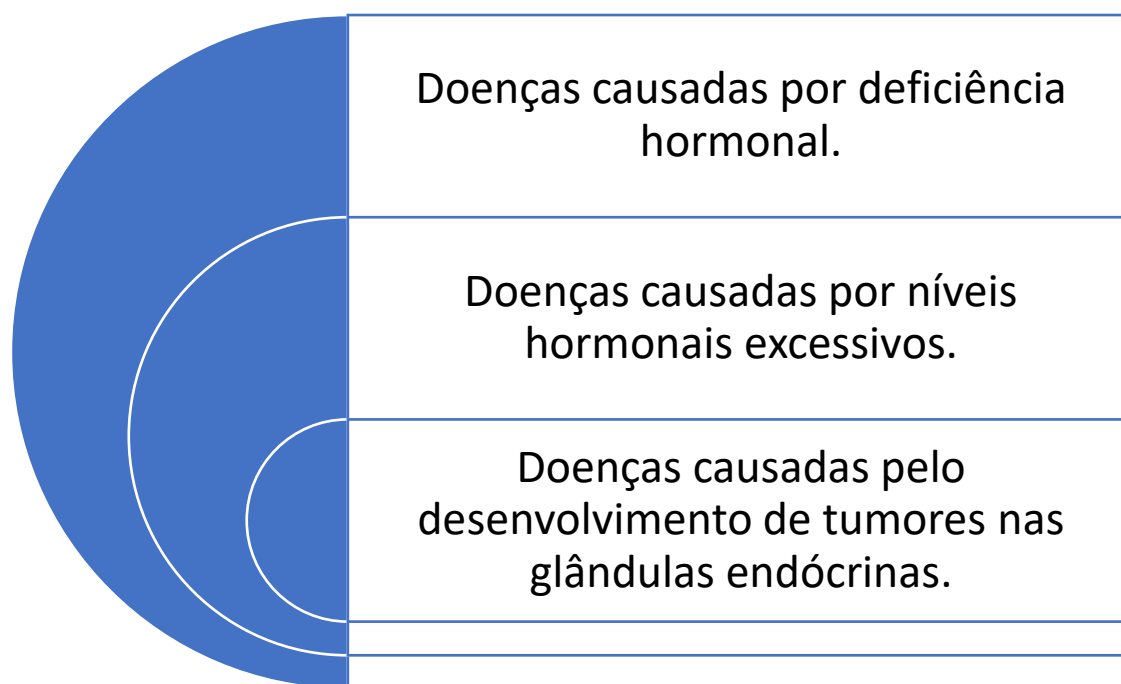 Doenças causadas por deficiência
hormonal.
Doenças causadas por níveis
hormonais excessivos.
Doenças causadas pelo
desenvolvimento de tumores nas
glândulas endócrinas.